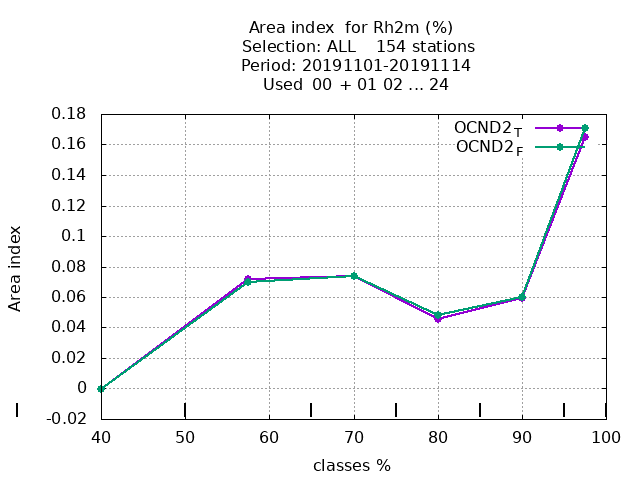 Area index  for Rh2m (%)
Selection: ALL    154 stations
Period: 20191101-20191114
Used  00 + 01 02 ... 24
OCND2T
OCND2F
0.18
0.16
0.14
0.12
0.1
0.08
0.06
0.04
0.02
0
-0.02
Area index
40 50 60 70 80 90 100
classes %